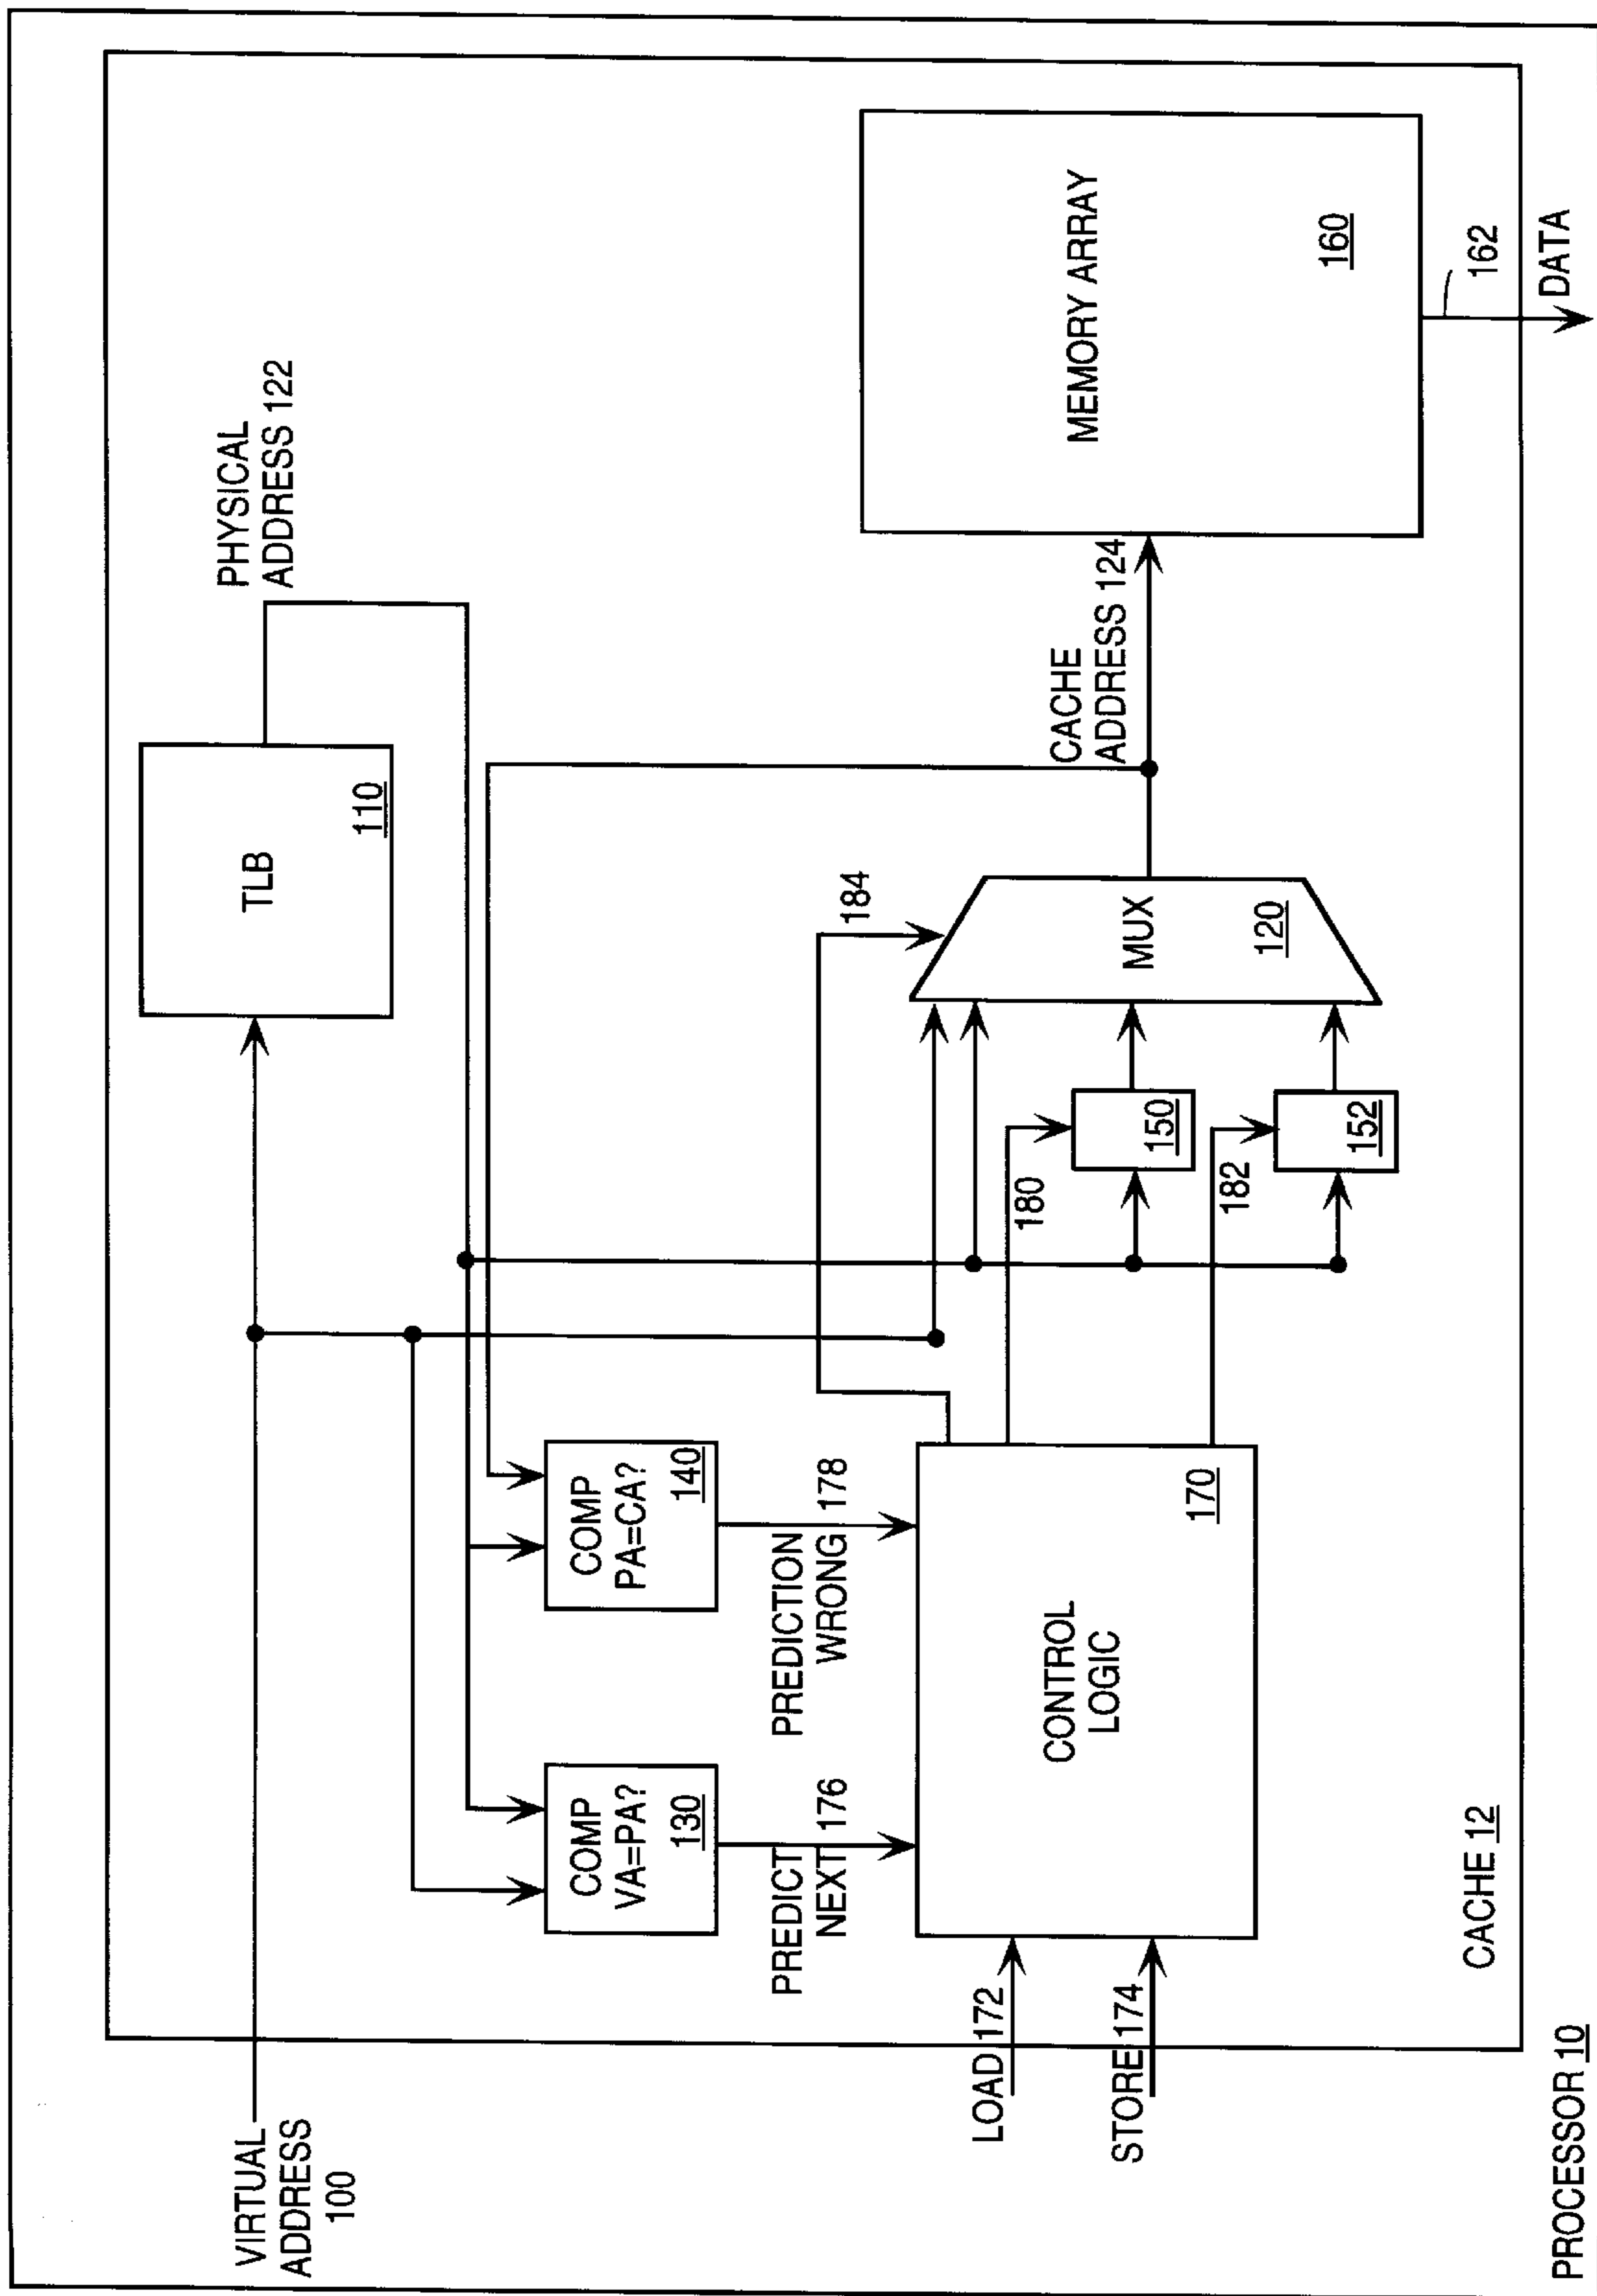 VIRTUAL
ADDRESS
100
TLB
110
PHYSICAL
ADDRESS 122
COMP
VA=PA?
130
COMP
PA=CA?
140
PREDICT
NEXT 176
PREDICTION
WRONG 178
184
LOAD 172
STORE 174
CONTROL
LOGIC
170
180
150
182
152
MUX
120
CACHE
ADDRESS 124
MEMORY ARRAY
160
162
DATA
CACHE 12
PROCESSOR 10